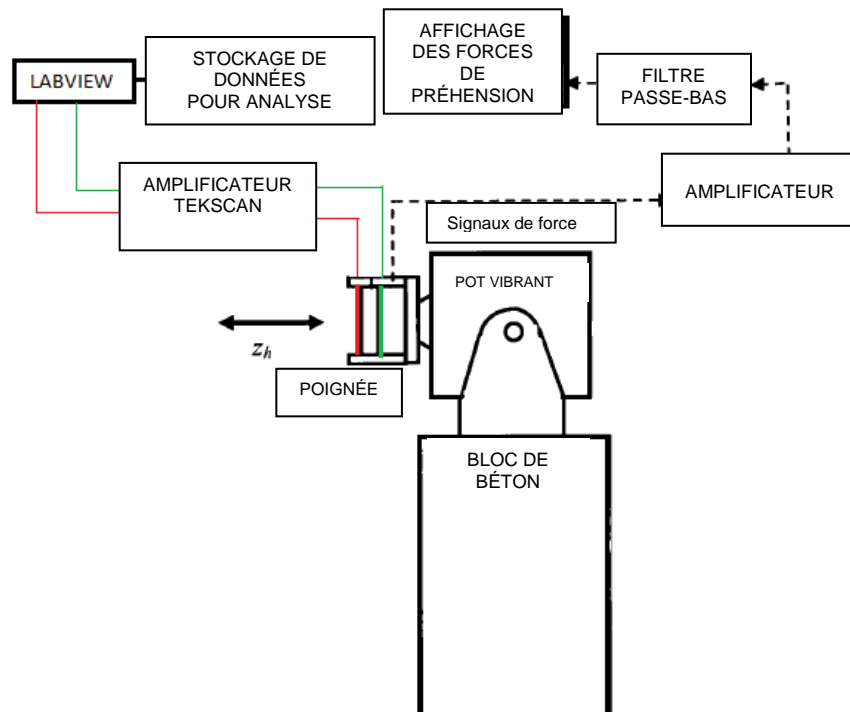 LABVIEW
STOCKAGE DE
DONNÉES
POUR ANALYSE
AFFICHAGE
DES FORCES
DE
PRÉHENSION
FILTRE
PASSE-BAS
AMPLIFICATEUR
TEKSCAN
AMPLIFICATEUR
Signaux de force
POT VIBRANT
z_h
POIGNÉE
BLOC DE
BÉTON